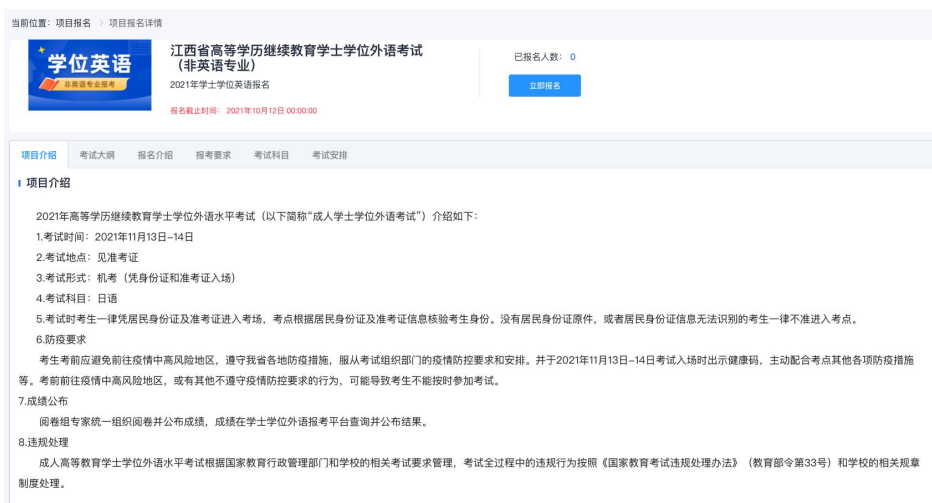 当前位置：项目报名 > 项目报名详情
学位英语
非英语专业报考
江西省高等学历继续教育学士学位外语考试
（非英语专业）
2021年学士学位英语报名
报名截止时间： 2021年10月12日 00:00:00
已报名人数： 0
立即报名
项目介绍 考试大纲 报名介绍 报考要求 考试科目 考试安排
项目介绍
2021年高等学历继续教育学士学位外语水平考试（以下简称“成人学士学位外语考试”）介绍如下：
1.考试时间：2021年11月13日-14日
2.考试地点：见准考证
3.考试形式：机考（凭身份证和准考证入场）
4.考试科目：日语
5.考试时考生一律凭居民身份证及准考证进入考场，考点根据居民身份证及准考证信息核验考生身份。没有居民身份证原件，或者居民身份证信息无法识别的考生一律不准进入考点。
6.防疫要求
考生考前应避免前往疫情中高风险地区，遵守我省各地防疫措施，服从考试组织部门的疫情防控要求和安排。并于2021年11月13日-14日考试入场时出示健康码，主动配合考点其他各项防疫措施
等。考前前往疫情中高风险地区，或有其他不遵守疫情防控要求的行为，可能导致考生不能按时参加考试。
7.成绩公布
阅卷组专家统一组织阅卷并公布成绩，成绩在学士学位外语报考平台查询并公布结果。
8.违规处理
成人高等教育学士学位外语水平考试根据国家教育行政管理部门和学校的相关考试要求管理，考试全过程中的违规行为按照《国家教育考试违规处理办法》（教育部令第33号）和学校的相关规章
制度处理。